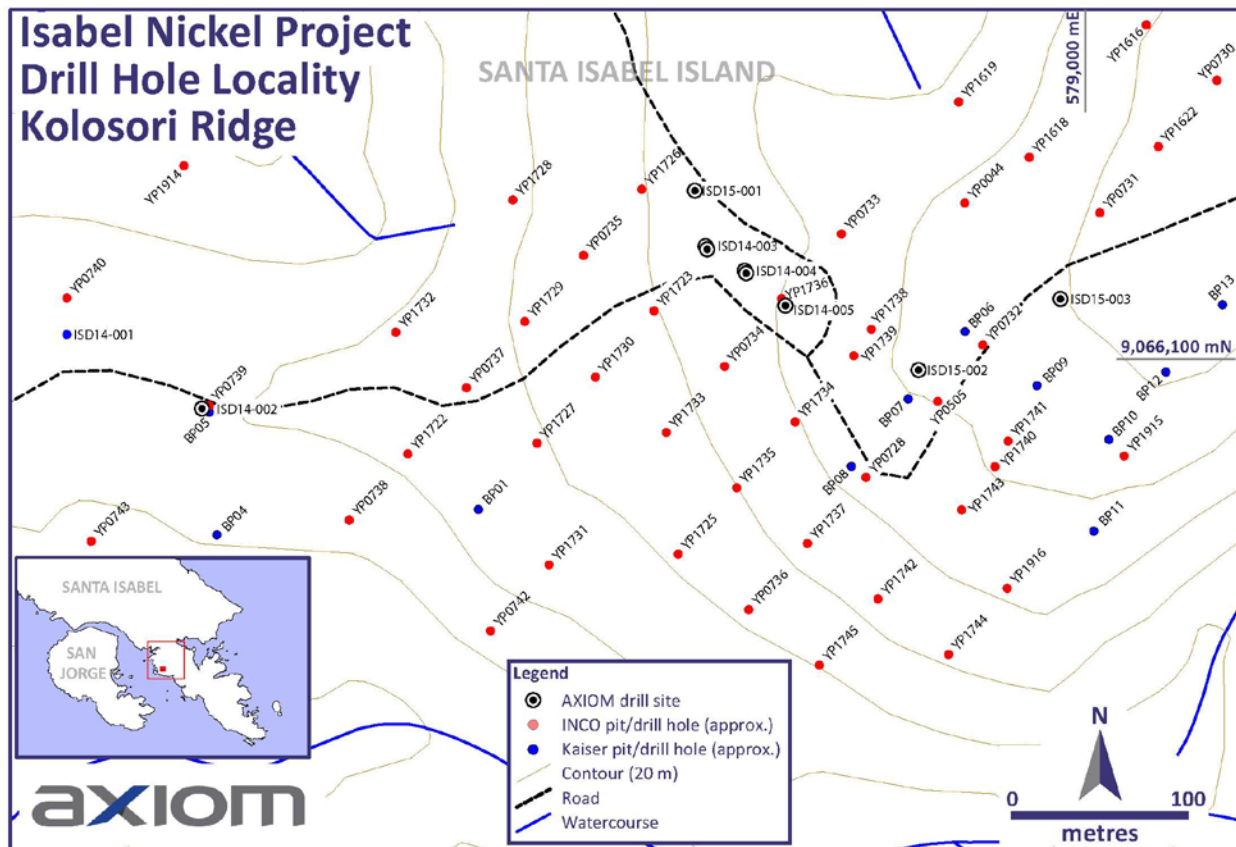 Isabel Nickel Project
Drill Hole Locality
Kolosori Ridge
SANTA ISABEL ISLAND
579,000 mE
YP1616
YP0730
YP1619
YP1618
YP1622
YP1914
YP1728
YP1726
ISD15-001
YP0044
YP0731
YP0733
YP0735
ISD14-003
ISD14-004
YP0740
YP1729
YP1723
YP1736
ISD14-005
YP1738
BP06
YP0732
ISD15-003
BP13
ISD14-001
YP1732
9,066,100 mN
YP0737
YP1730
YP0734
YP1739
ISD15-002
BP09
BP12
YP0739
ISD14-002
BP05
YP1722
YP1727
YP1733
YP1734
BP07
YP0505
YP1741
BP10
YP1915
YP1740
BP08
YP0728
YP1735
YP0743
BP04
YP0738
BP01
YP1743
BP11
YP1731
YP1725
YP1737
YP1916
YP0742
YP0736
YP1742
YP1745
YP1744
SANTA ISABEL
SAN
JORGE
Legend
AXIOM drill site
INCO pit/drill hole (approx.)
Kaiser pit/drill hole (approx.)
Contour (20 m)
Road
Watercourse
axiom
N
0 100
metres